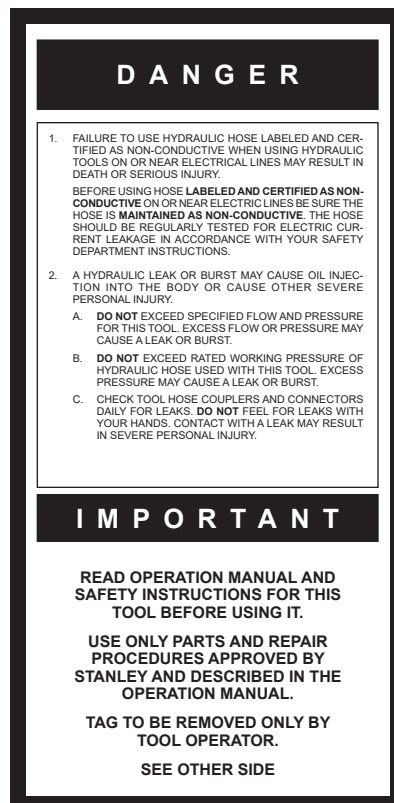 D A N G E R
1. FAILURE TO USE HYDRAULIC HOSE LABELED AND CER-
TIFIED AS NON-CONDUCTIVE WHEN USING HYDRAULIC
TOOLS ON OR NEAR ELECTRICAL LINES MAY RESULT IN
DEATH OR SERIOUS INJURY.
BEFORE USING HOSE LABELED AND CERTIFIED AS NON-
CONDUCTIVE ON OR NEAR ELECTRIC LINES BE SURE THE
HOSE IS MAINTAINED AS NON-CONDUCTIVE. THE HOSE
SHOULD BE REGULARLY TESTED FOR ELECTRIC CUR-
RENT LEAKAGE IN ACCORDANCE WITH YOUR SAFETY
DEPARTMENT INSTRUCTIONS.
2. A HYDRAULIC LEAK OR BURST MAY CAUSE OIL INJEC-
TION INTO THE BODY OR CAUSE OTHER SEVERE
PERSONAL INJURY.
A. DO NOT EXCEED SPECIFIED FLOW AND PRESSURE
FOR THIS TOOL. EXCESS FLOW OR PRESSURE MAY
CAUSE A LEAK OR BURST.
B. DO NOT EXCEED RATED WORKING PRESSURE OF
HYDRAULIC HOSE USED WITH THIS TOOL. EXCESS
PRESSURE MAY CAUSE A LEAK OR BURST.
C. CHECK TOOL HOSE COUPLERS AND CONNECTORS
DAILY FOR LEAKS. DO NOT FEEL FOR LEAKS WITH
YOUR HANDS. CONTACT WITH A LEAK MAY RESULT
IN SEVERE PERSONAL INJURY.
I M P O R T A N T
READ OPERATION MANUAL AND
SAFETY INSTRUCTIONS FOR THIS
TOOL BEFORE USING IT.
USE ONLY PARTS AND REPAIR
PROCEDURES APPROVED BY
STANLEY AND DESCRIBED IN THE
OPERATION MANUAL.
TAG TO BE REMOVED ONLY BY
TOOL OPERATOR.
SEE OTHER SIDE